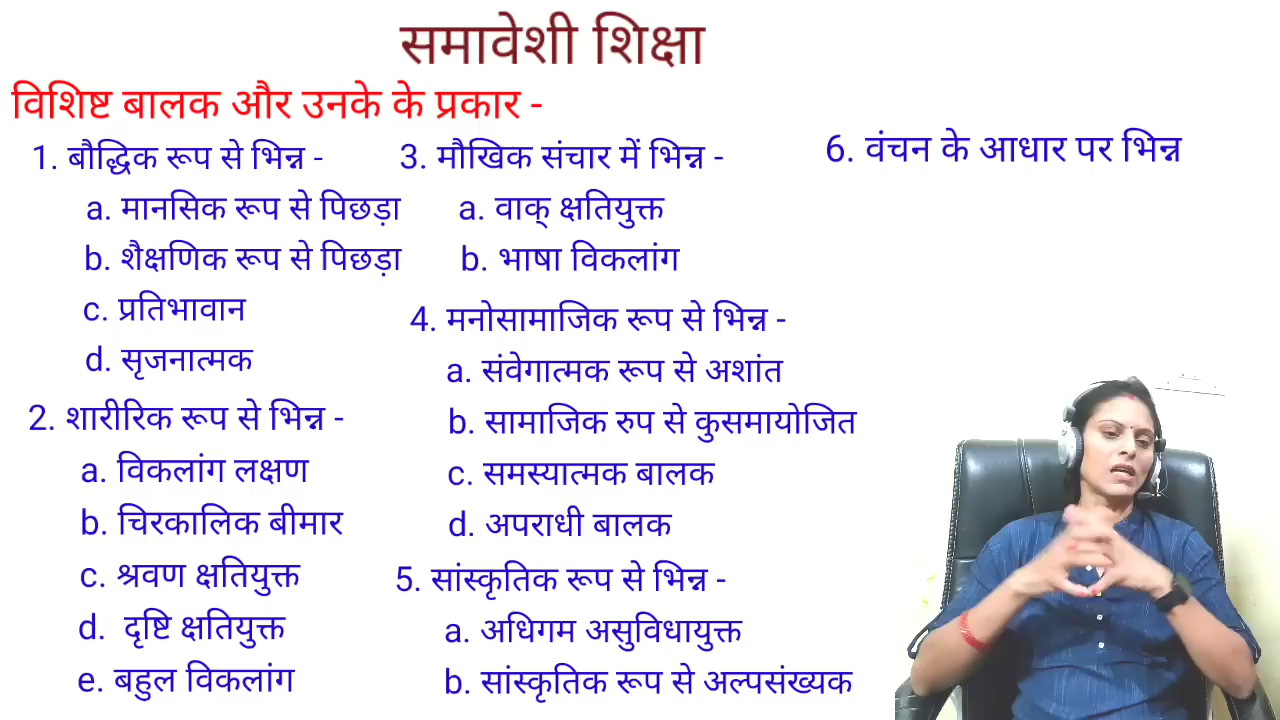 समावेशी शिक्षा
विशिष्ट बालक और उनके के प्रकार -
1. बौद्धिक रूप से भिन्न -
a. मानसिक रूप से पिछड़ा
b. शैक्षणिक रूप से पिछड़ा
c. प्रतिभावान
d. सृजनात्मक
2. शारीरिक रूप से भिन्न -
a. विकलांग लक्षण
b. चिरकालिक बीमार
c. श्रवण क्षतियुक्त
d. दृष्टि क्षतियुक्त
e. बहुल विकलांग
3. मौखिक संचार में भिन्न -
a. वाक् क्षतियुक्त
b. भाषा विकलांग
4. मनोसामाजिक रूप से भिन्न -
a. संवेगात्मक रूप से अशांत
b. सामाजिक रुप से कुसमायोजित
c. समस्यात्मक बालक
d. अपराधी बालक
5. सांस्कृतिक रूप से भिन्न -
a. अधिगम असुविधायुक्त
b. सांस्कृतिक रूप से अल्पसंख्यक
6. वंचन के आधार पर भिन्न